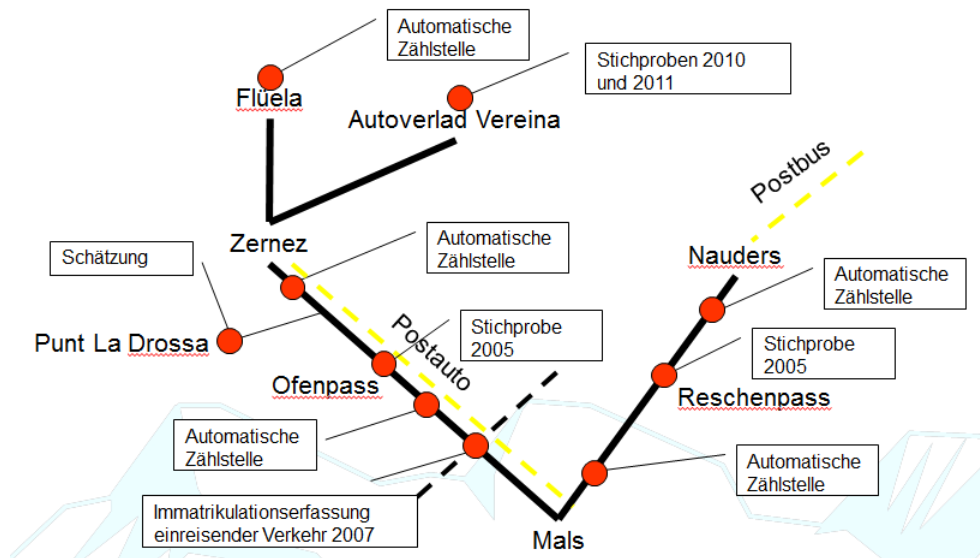 Automatische
Zählstelle
Stichproben 2010
und 2011
Flüela
Autoverlad Vereina
Postbus
Zernez
Automatische
Zählstelle
Nauders
Schätzung
Automatische
Zählstelle
Punt La Drossa
Postauto
Stichprobe
2005
Stichprobe
2005
Ofenpass
Reschenpass
Automatische
Zählstelle
Automatische
Zählstelle
Immatrikulationserfassung
einreisender Verkehr 2007
Mals